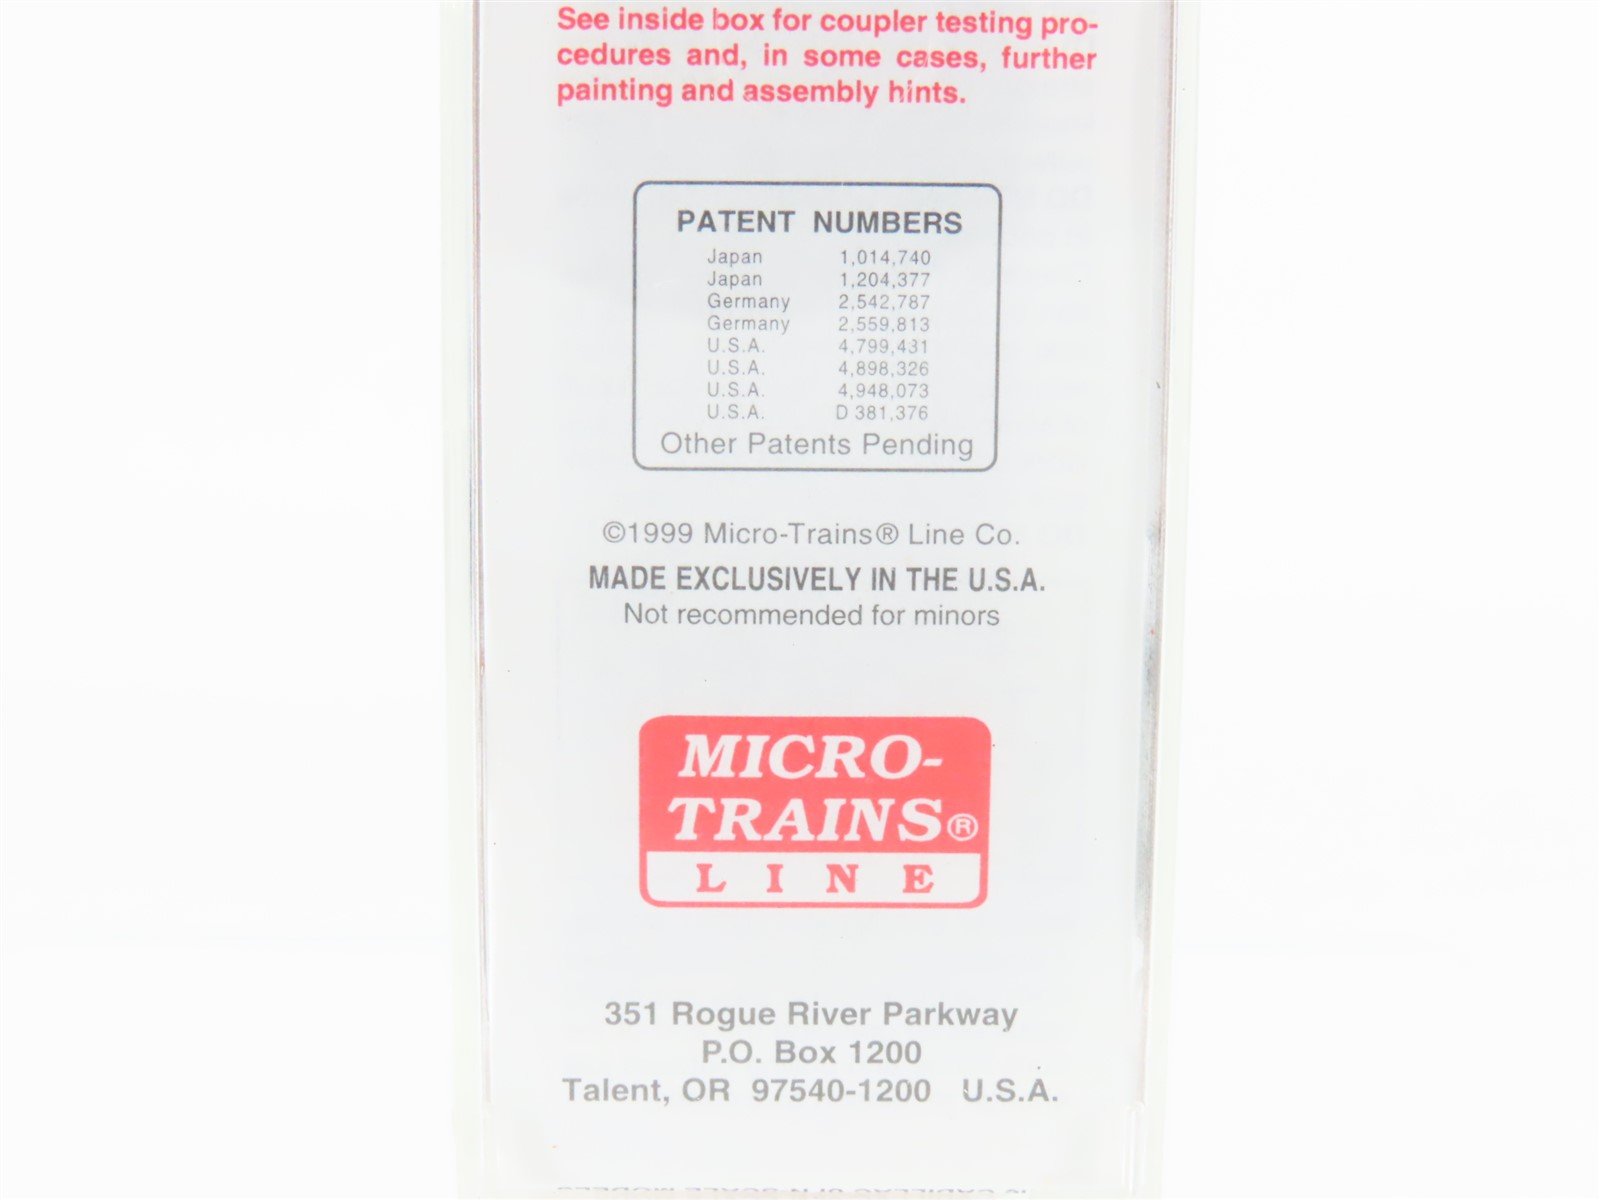 See inside box for coupler testing pro-
cedures and, in some cases, further
painting and assembly hints.
PATENT NUMBERS
Japan 1,014,740
Japan 1,204,377
Germany 2,542,787
Germany 2,559,813
U.S.A. 4,799,431
U.S.A. 4,898,326
U.S.A. 4,948,073
U.S.A. D 381,376
Other Patents Pending
©1999 Micro-Trains® Line Co.
MADE EXCLUSIVELY IN THE U.S.A.
Not recommended for minors
MICRO-
TRAINS®
LINE
351 Rogue River Parkway
P.O. Box 1200
Talent, OR 97540-1200 U.S.A.